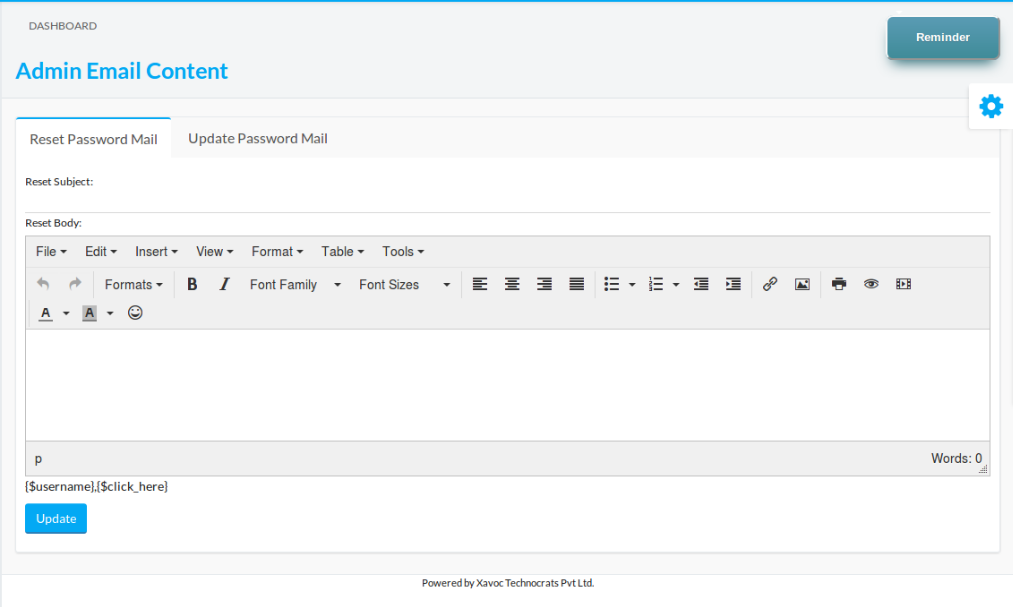 DASHBOARD
Reminder
Admin Email Content
Reset Password Mail Update Password Mail
Reset Subject:
Reset Body:
File Edit Insert View Format Table Tools
Formats B I Font Family Font Sizes
A A
p Words: 0
{$username},{$click_here}
Update
Powered by Xavoc Technocrats Pvt Ltd.